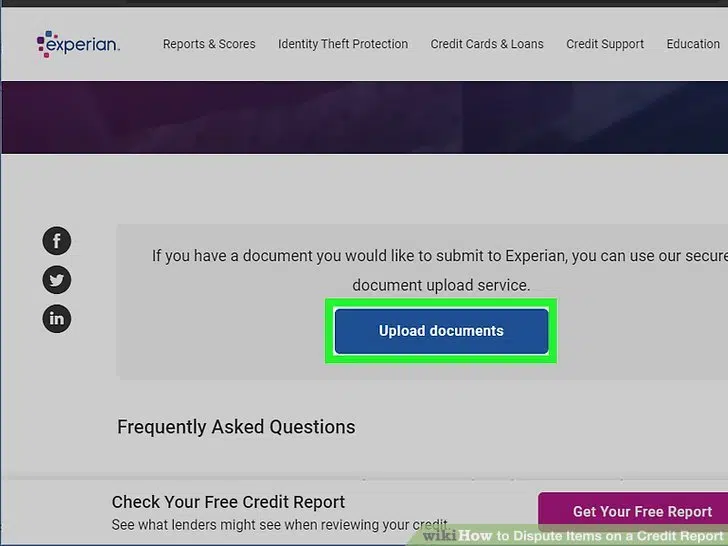 experian.
Reports & Scores Identity Theft Protection Credit Cards & Loans Credit Support Education
If you have a document you would like to submit to Experian, you can use our secure
document upload service.
Upload documents
Frequently Asked Questions
Check Your Free Credit Report
See what lenders might see when reviewing your credit.
Get Your Free Report
wikiHow to Dispute Items on a Credit Report